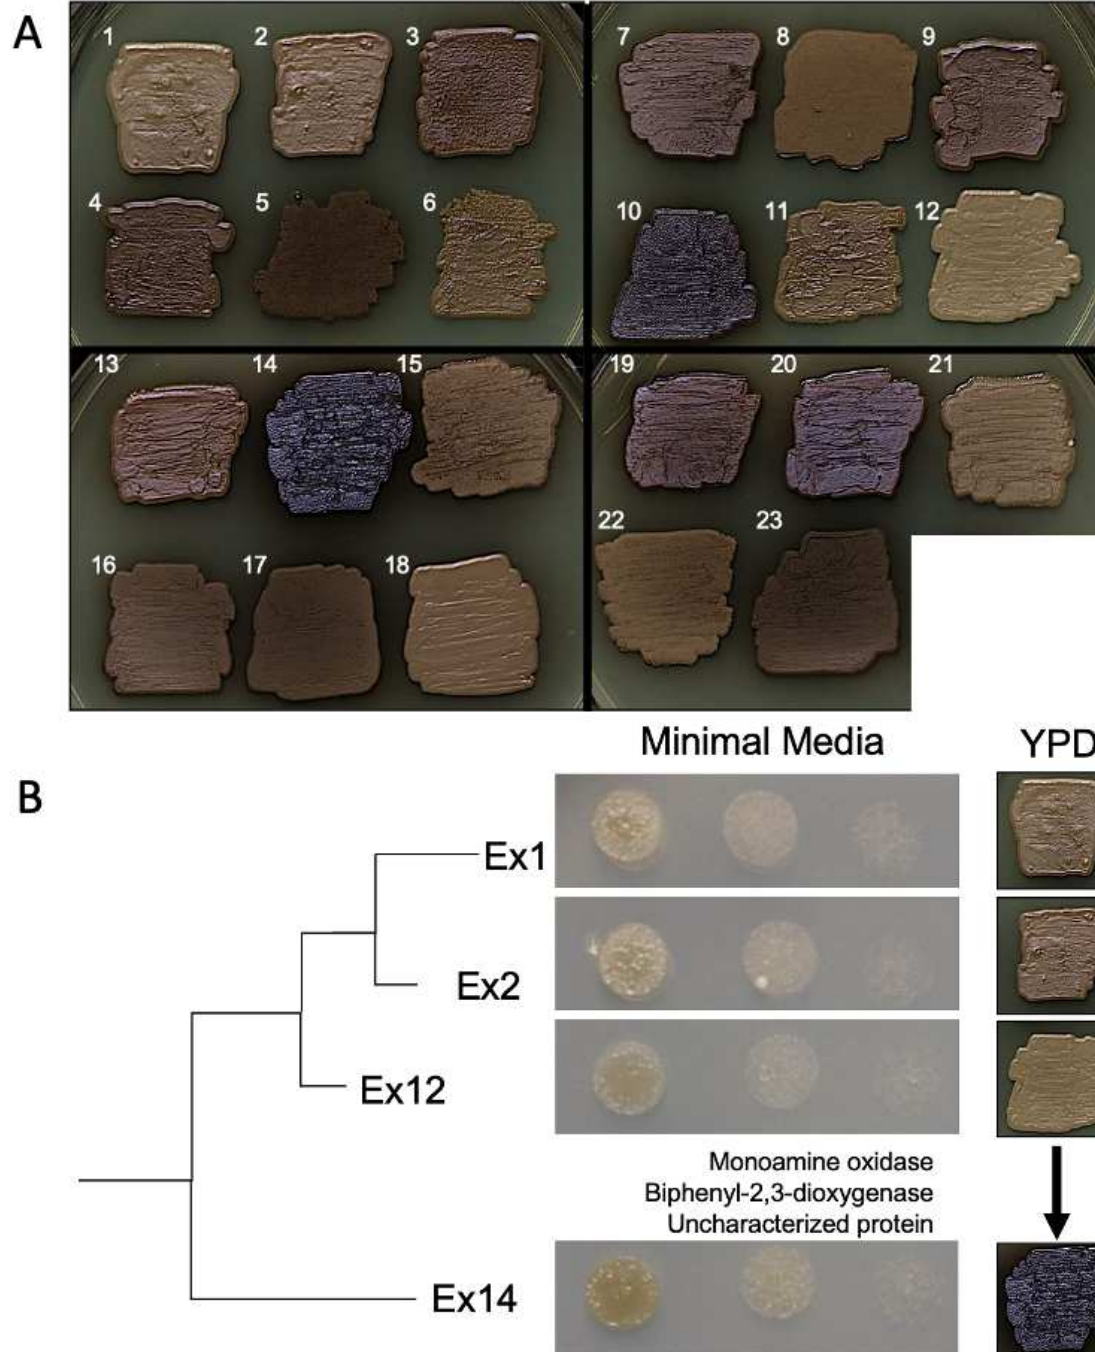 A
1 2 3 7 8 9
4 5 6 10 11 12
13 14 15 19 20 21
16 17 18 22 23
Minimal Media YPD
B
Ex1
Ex2
Ex12
Monoamine oxidase
Biphenyl-2,3-dioxygenase
Uncharacterized protein
Ex14